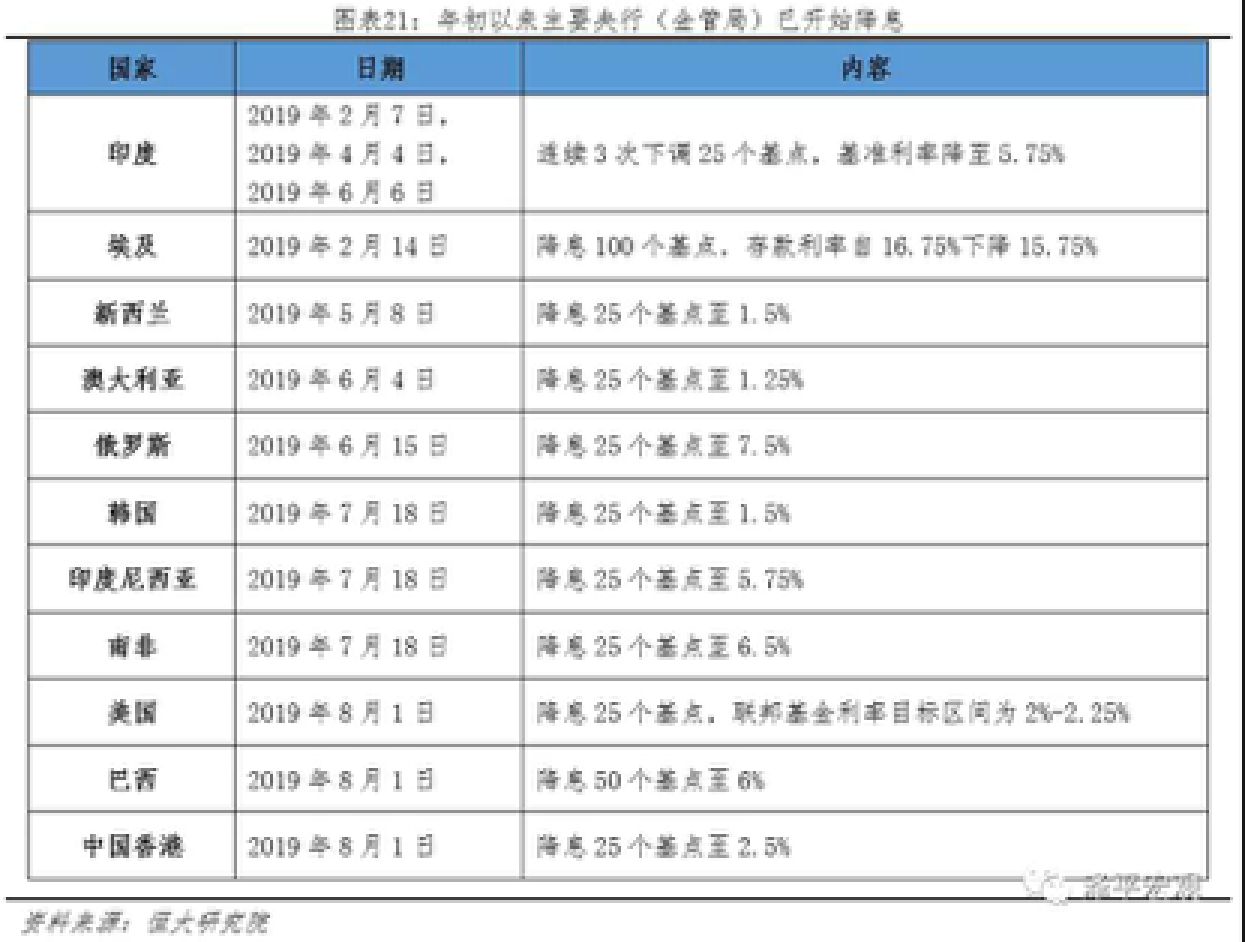 图表21：年初以来主要央行（金管局）已开始降息
国家 日期 内容
印度 2019 年 2 月 7 日， 2019 年 4 月 4 日， 2019 年 6 月 6 日 连续 3 次下调 25 个基点，基准利率降至 5.75%
埃及 2019 年 2 月 14 日 降息 100 个基点，存款利率自 16.75%下降 15.75%
新西兰 2019 年 5 月 8 日 降息 25 个基点至 1.5%
澳大利亚 2019 年 6 月 4 日 降息 25 个基点至 1.25%
俄罗斯 2019 年 6 月 15 日 降息 25 个基点至 7.5%
韩国 2019 年 7 月 18 日 降息 25 个基点至 1.5%
印度尼西亚 2019 年 7 月 18 日 降息 25 个基点至 5.75%
南非 2019 年 7 月 18 日 降息 25 个基点至 6.5%
美国 2019 年 8 月 1 日 降息 25 个基点，联邦基金利率目标区间为 2%-2.25%
巴西 2019 年 8 月 1 日 降息 50 个基点至 6%
中国香港 2019 年 8 月 1 日 降息 25 个基点至 2.5%
泽平宏观
资料来源：恒大研究院